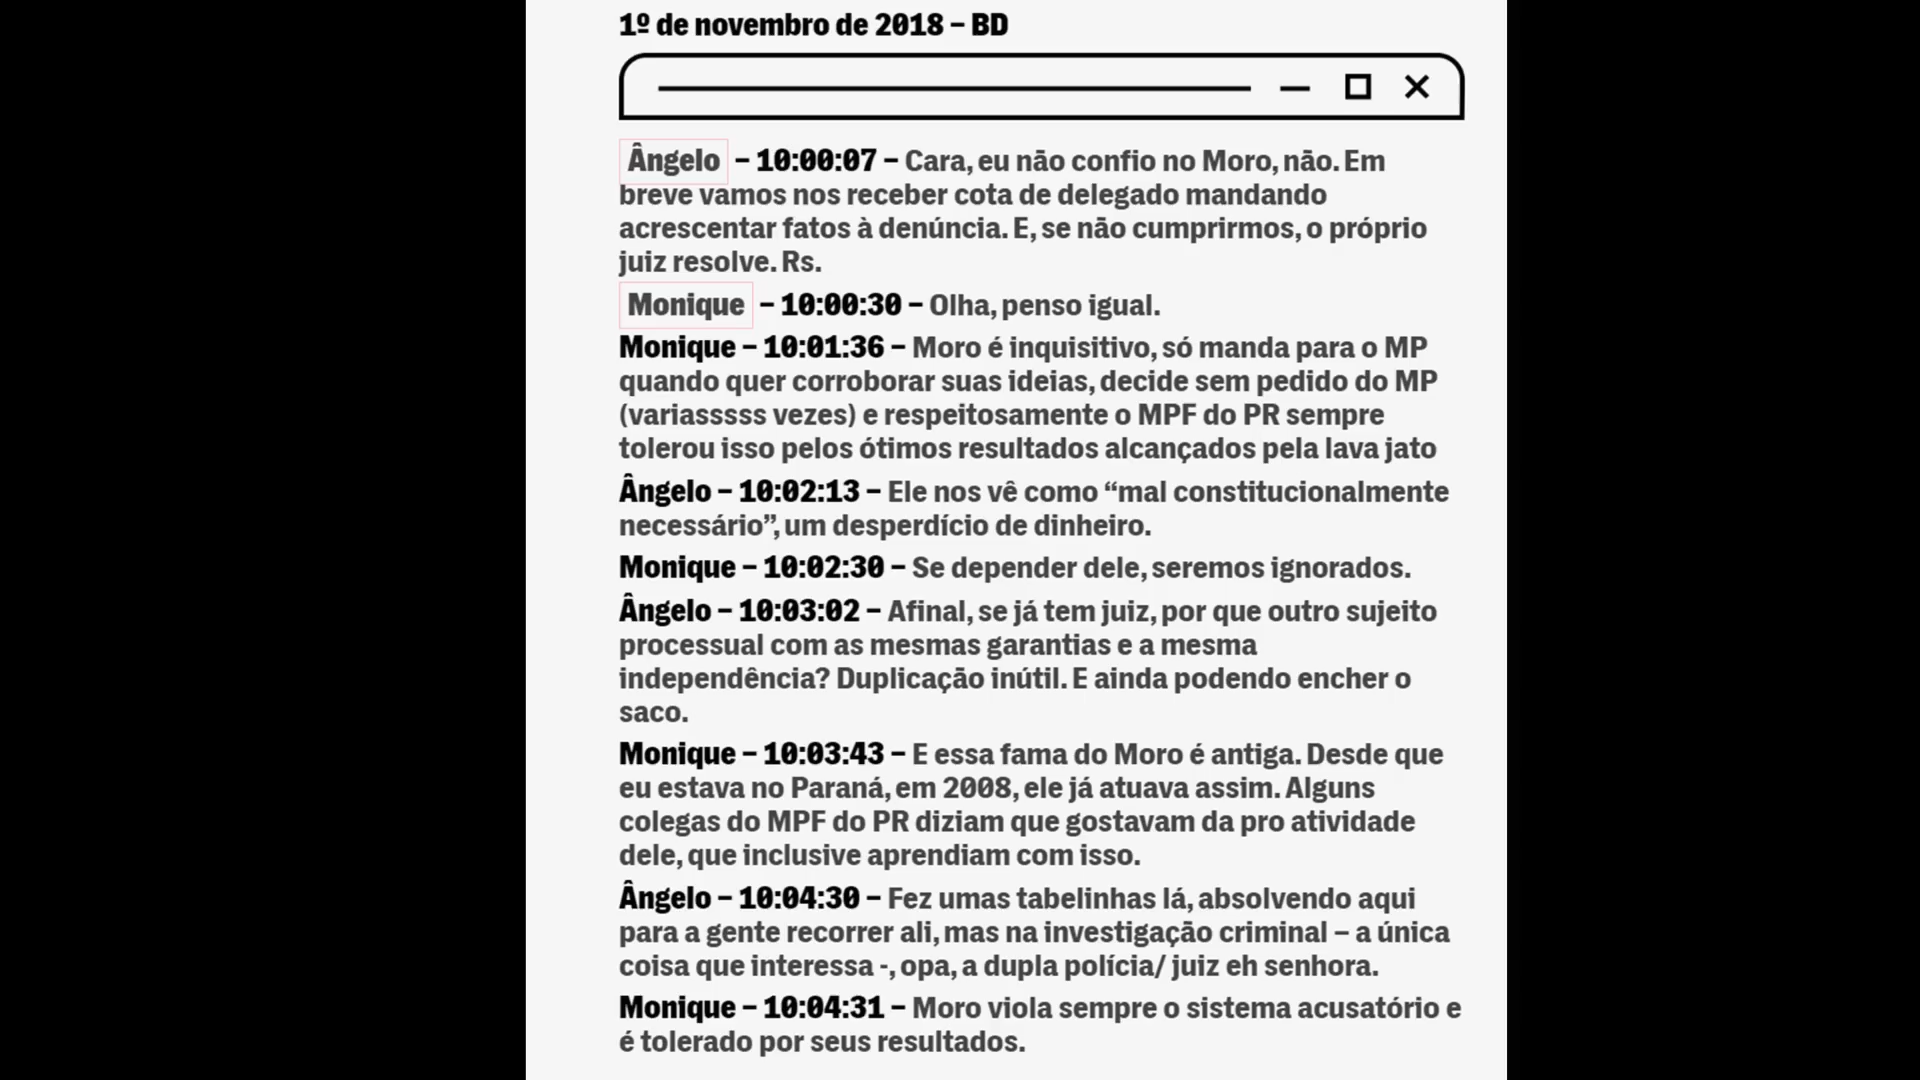 1º de novembro de 2018 – BD
Ângelo – 10:00:07 – Cara, eu não confio no Moro, não. Em
breve vamos nos receber cota de delegado mandando
acrescentar fatos à denúncia. E, se não cumprirmos, o próprio
juiz resolve. Rs.
Monique – 10:00:30 – Olha, penso igual.
Monique – 10:01:36 – Moro é inquisitivo, só manda para o MP
quando quer corroborar suas ideias, decide sem pedido do MP
(variasssss vezes) e respeitosamente o MPF do PR sempre
tolerou isso pelos ótimos resultados alcançados pela lava jato
Ângelo – 10:02:13 – Ele nos vê como “mal constitucionalmente
necessário”, um desperdício de dinheiro.
Monique – 10:02:30 – Se depender dele, seremos ignorados.
Ângelo – 10:03:02 – Afinal, se já tem juiz, por que outro sujeito
processual com as mesmas garantias e a mesma
independência? Duplicação inútil. E ainda podendo encher o
saco.
Monique – 10:03:43 – E essa fama do Moro é antiga. Desde que
eu estava no Paraná, em 2008, ele já atuava assim. Alguns
colegas do MPF do PR diziam que gostavam da pro atividade
dele, que inclusive aprendiam com isso.
Ângelo – 10:04:30 – Fez umas tabelinhas lá, absolvendo aqui
para a gente recorrer ali, mas na investigação criminal – a única
coisa que interessa -, opa, a dupla polícia/ juiz eh senhora.
Monique – 10:04:31 – Moro viola sempre o sistema acusatório e
é tolerado por seus resultados.